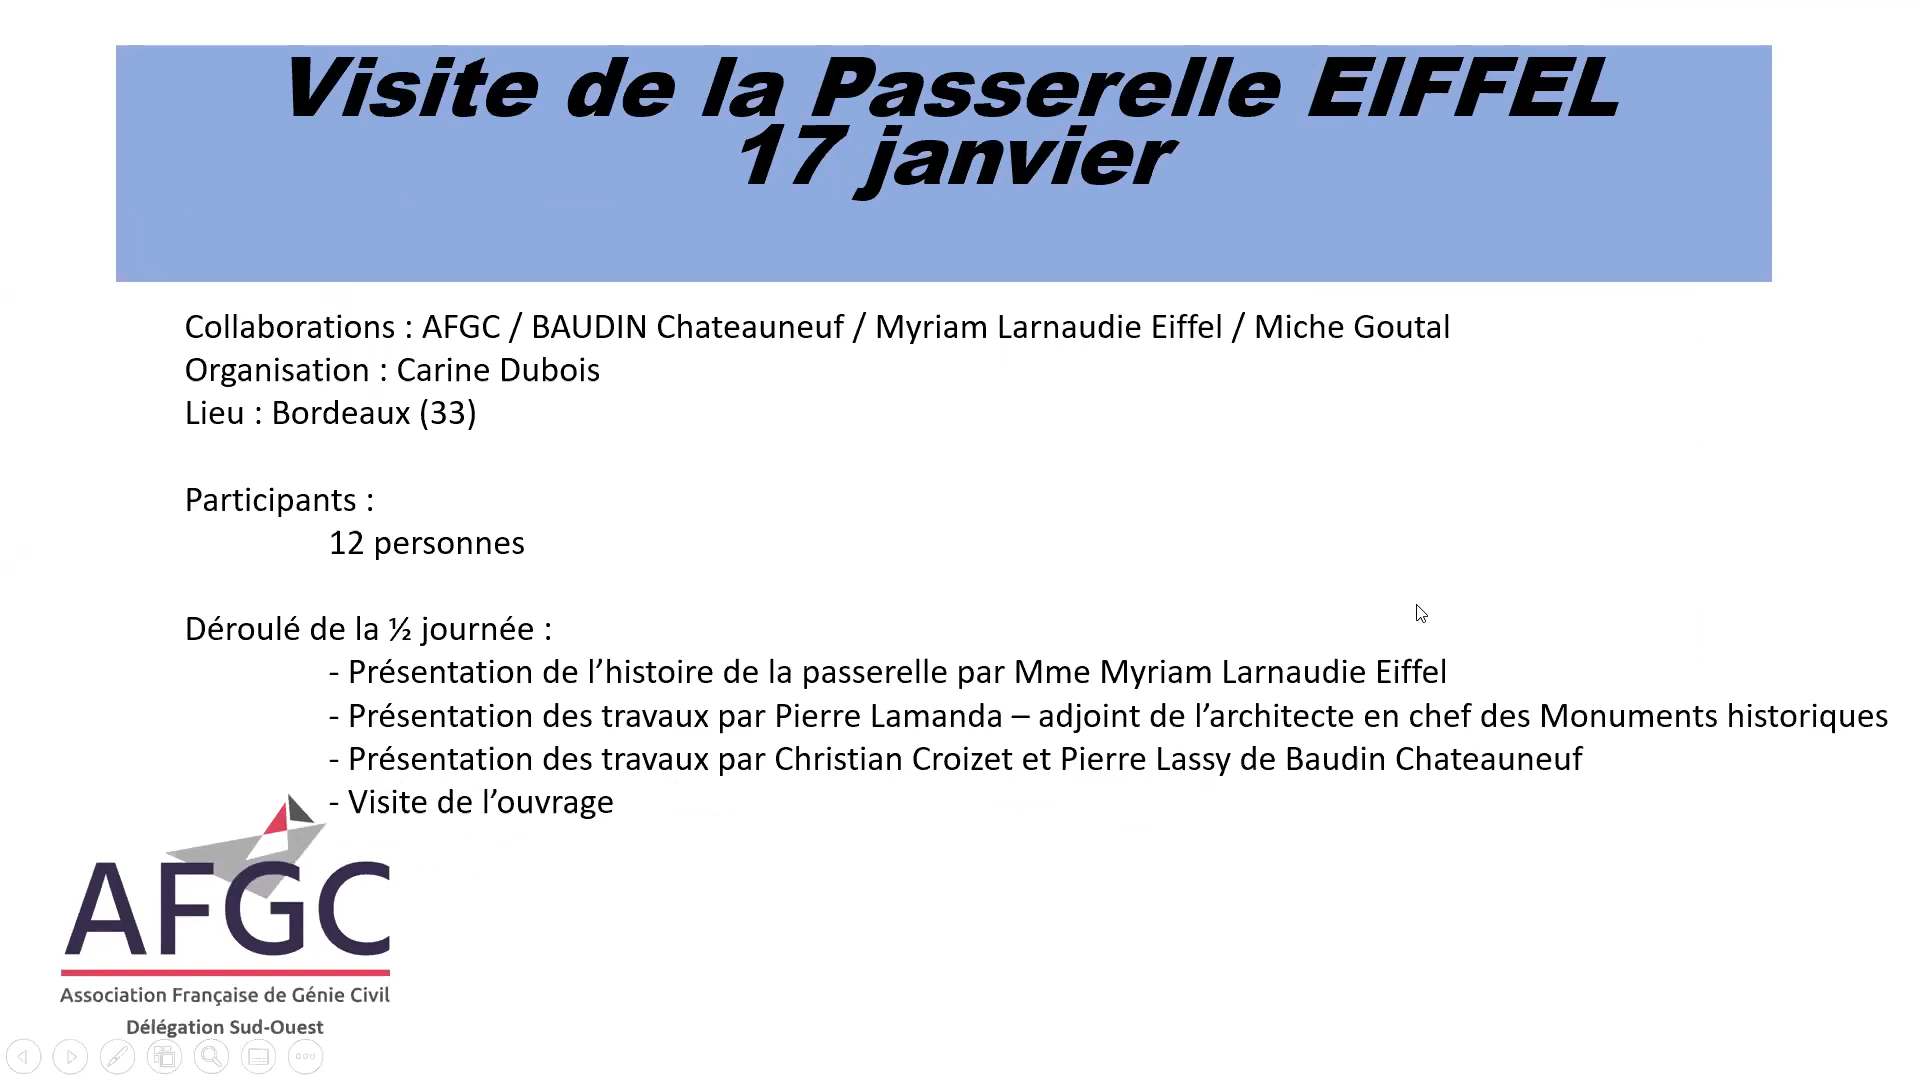 Visite de la Passerelle EIFFEL
17 janvier
Collaborations : AFGC / BAUDIN Chateauneuf / Myriam Larnaudie Eiffel / Miche Goutal
Organisation : Carine Dubois
Lieu : Bordeaux (33)
Participants :
12 personnes
Déroulé de la ½ journée :
- Présentation de l’histoire de la passerelle par Mme Myriam Larnaudie Eiffel
- Présentation des travaux par Pierre Lamanda – adjoint de l’architecte en chef des Monuments historiques
- Présentation des travaux par Christian Croizet et Pierre Lassy de Baudin Chateauneuf
- Visite de l’ouvrage
AFGC
Association Française de Génie Civil
Délégation Sud-Ouest